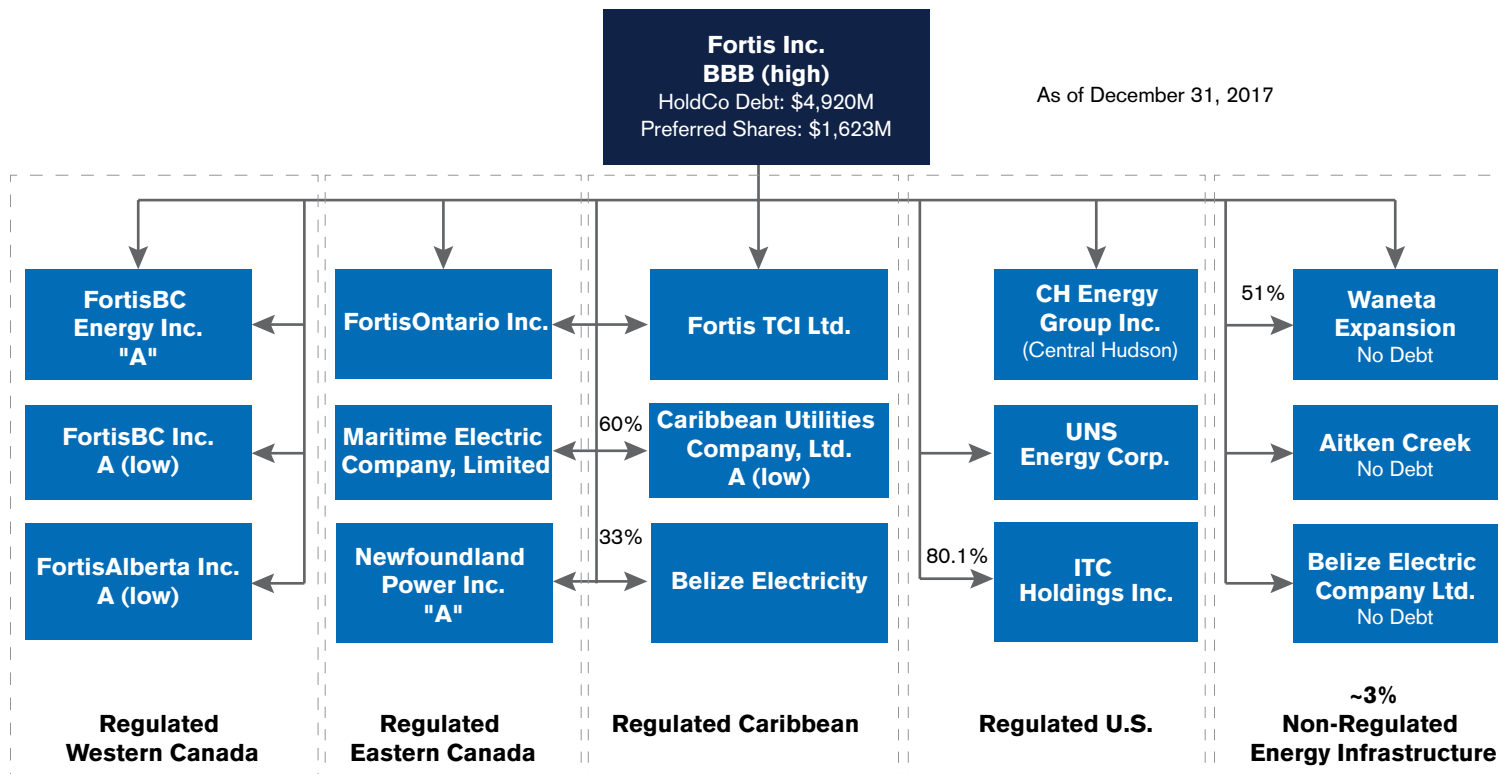 Fortis Inc.
BBB (high)
HoldCo Debt: $4,920M
Preferred Shares: $1,623M
As of December 31, 2017
FortisBC
Energy Inc.
"A"
FortisBC Inc.
A (low)
FortisAlberta Inc.
A (low)
Regulated
Western Canada
FortisOntario Inc.
Maritime Electric
Company, Limited
Newfoundland
Power Inc.
"A"
Regulated
Eastern Canada
Fortis TCI Ltd.
60%
Caribbean Utilities
Company, Ltd.
A (low)
33%
Belize Electricity
Regulated Caribbean
CH Energy
Group Inc.
(Central Hudson)
UNS
Energy Corp.
80.1%
ITC
Holdings Inc.
Regulated U.S.
51%
Waneta
Expansion
No Debt
Aitken Creek
No Debt
Belize Electric
Company Ltd.
No Debt
~3%
Non-Regulated
Energy Infrastructure